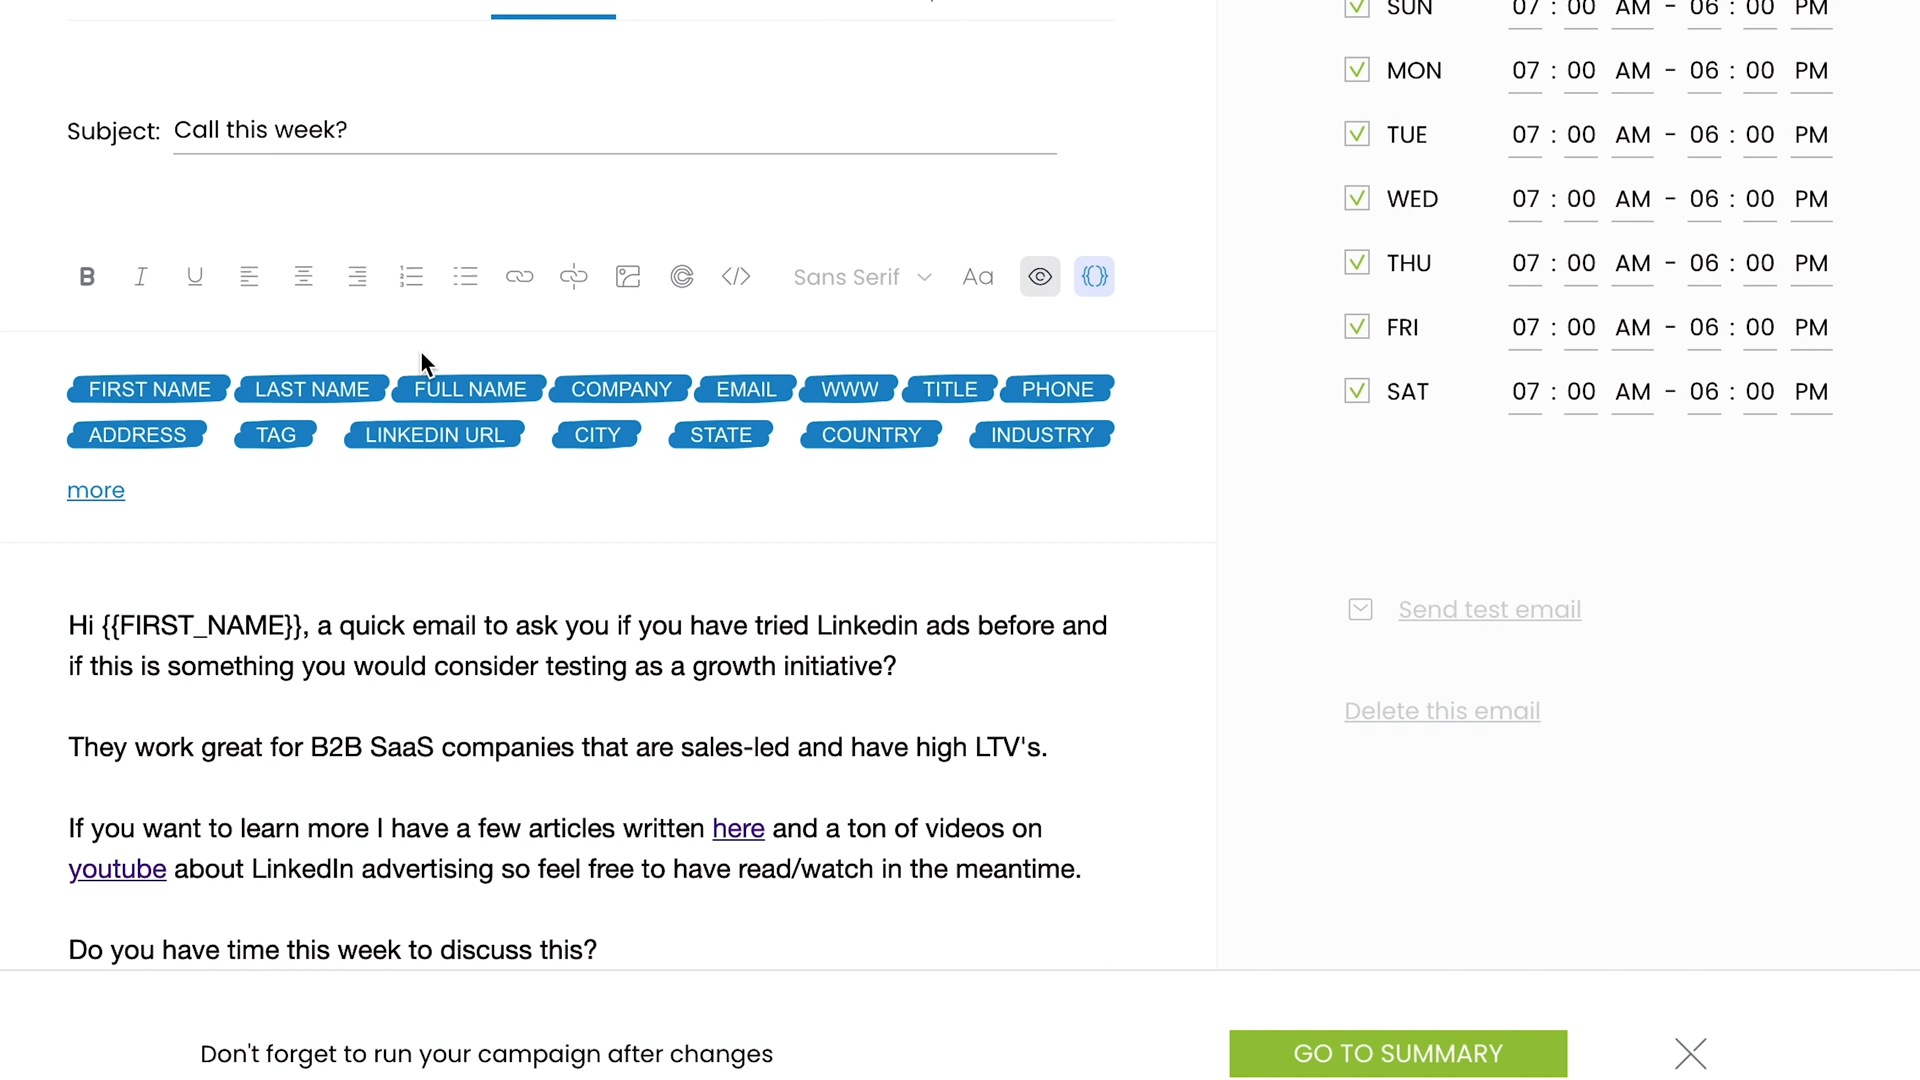 SUN 07 : 00 AM - 06 : 00 PM
MON 07 : 00 AM - 06 : 00 PM
TUE 07 : 00 AM - 06 : 00 PM
WED 07 : 00 AM - 06 : 00 PM
THU 07 : 00 AM - 06 : 00 PM
FRI 07 : 00 AM - 06 : 00 PM
SAT 07 : 00 AM - 06 : 00 PM
Subject: Call this week?
B I U Sans Serif Aa
FIRST NAME LAST NAME FULL NAME COMPANY EMAIL WWW TITLE PHONE
ADDRESS TAG LINKEDIN URL CITY STATE COUNTRY INDUSTRY
more
Hi {{FIRST_NAME}}, a quick email to ask you if you have tried Linkedin ads before and
if this is something you would consider testing as a growth initiative?
They work great for B2B SaaS companies that are sales-led and have high LTV's.
If you want to learn more I have a few articles written here and a ton of videos on
youtube about LinkedIn advertising so feel free to have read/watch in the meantime.
Do you have time this week to discuss this?
Send test email
Delete this email
Don't forget to run your campaign after changes
GO TO SUMMARY